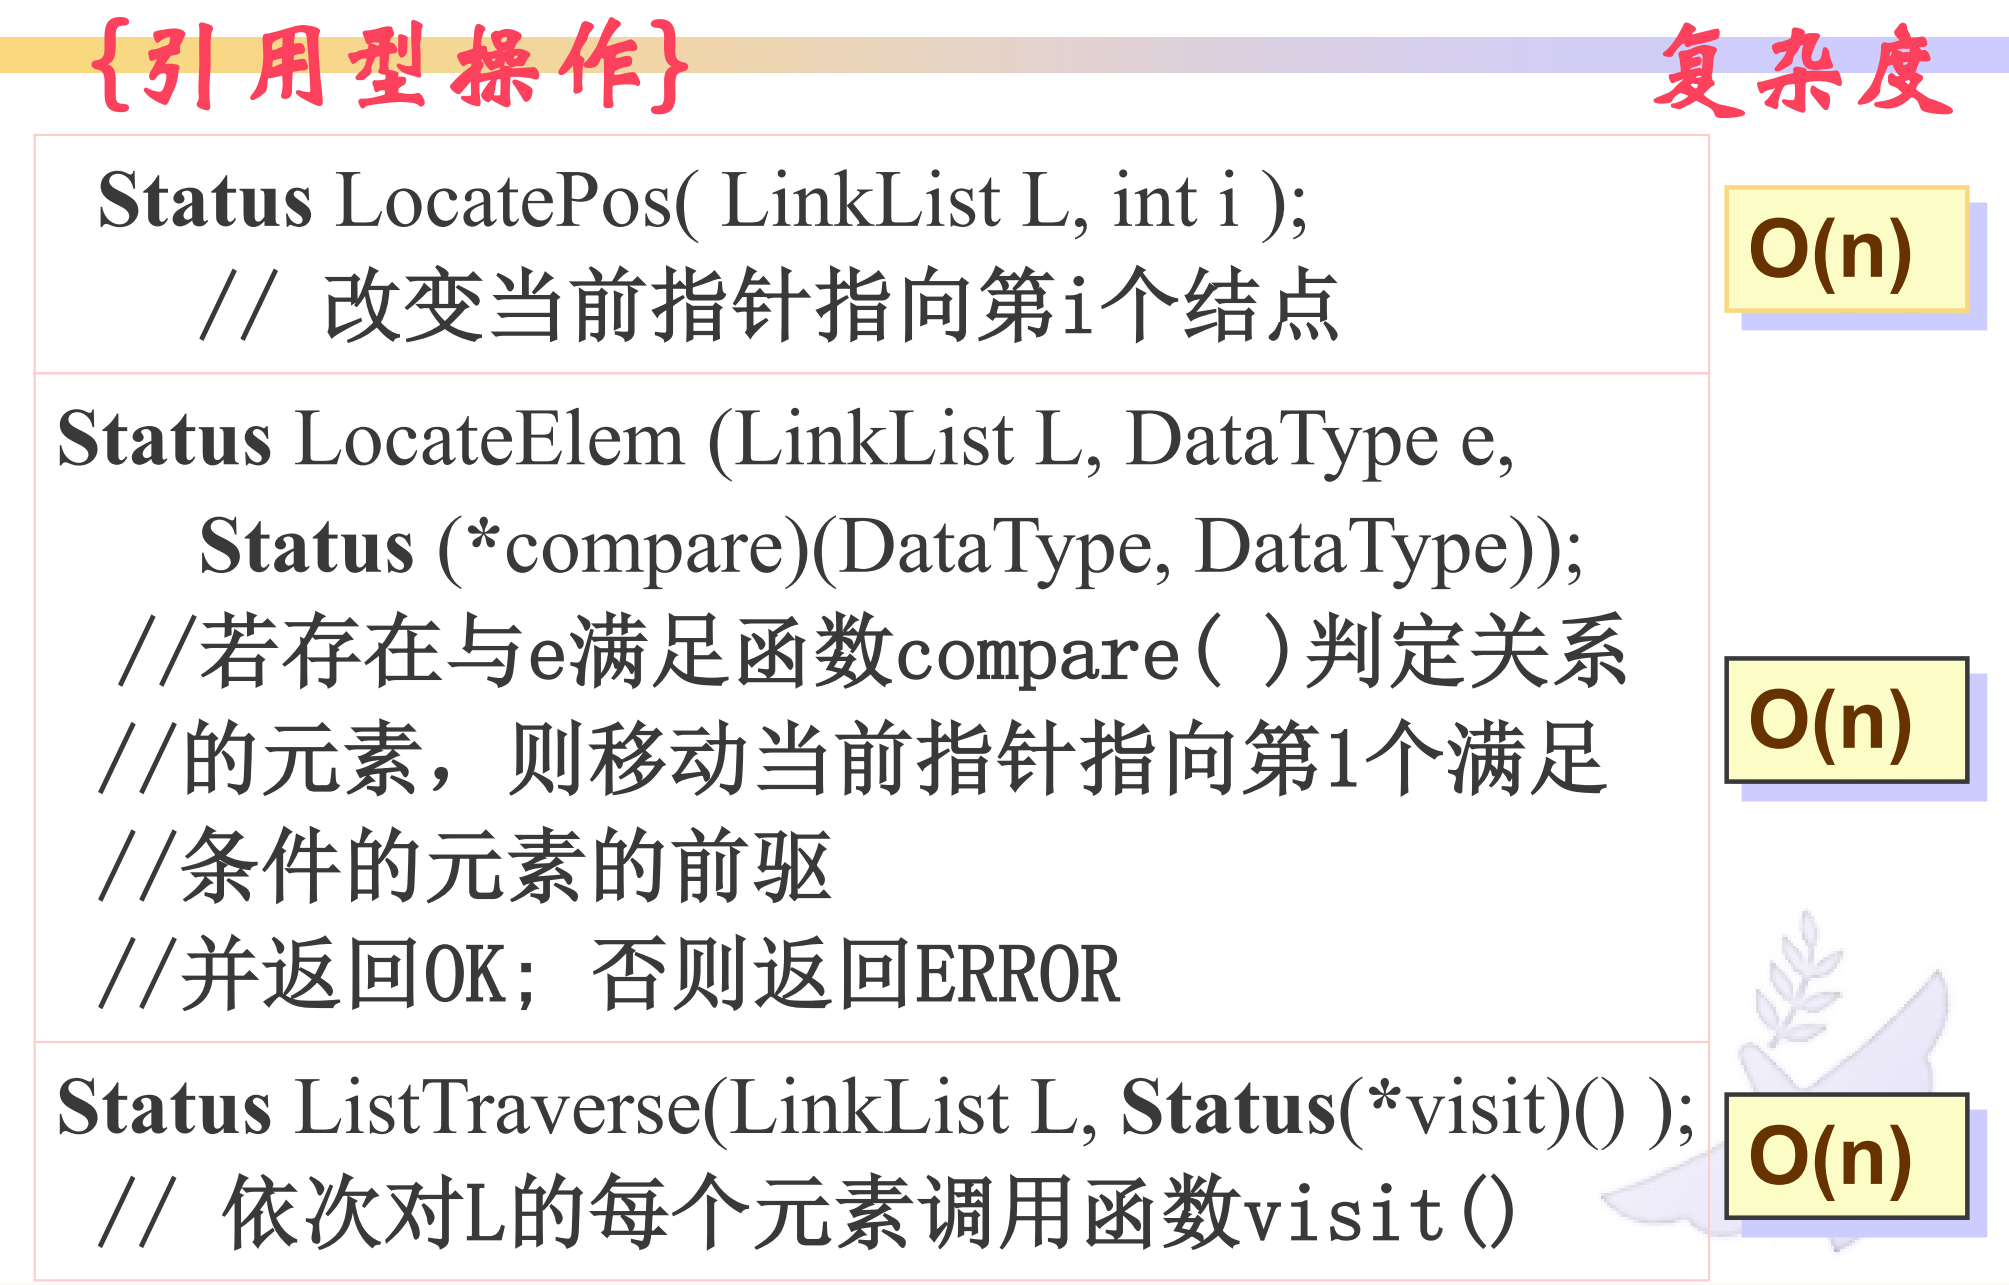 {引用型操作} 复杂度
Status LocatePos( LinkList L, int i );
// 改变当前指针指向第i个结点
O(n)
Status LocateElem (LinkList L, DataType e,
Status (*compare)(DataType, DataType));
//若存在与e满足函数compare( )判定关系
//的元素，则移动当前指针指向第1个满足
//条件的元素的前驱
//并返回OK; 否则返回ERROR
O(n)
Status ListTraverse(LinkList L, Status(*visit)() );
// 依次对L的每个元素调用函数visit()
O(n)